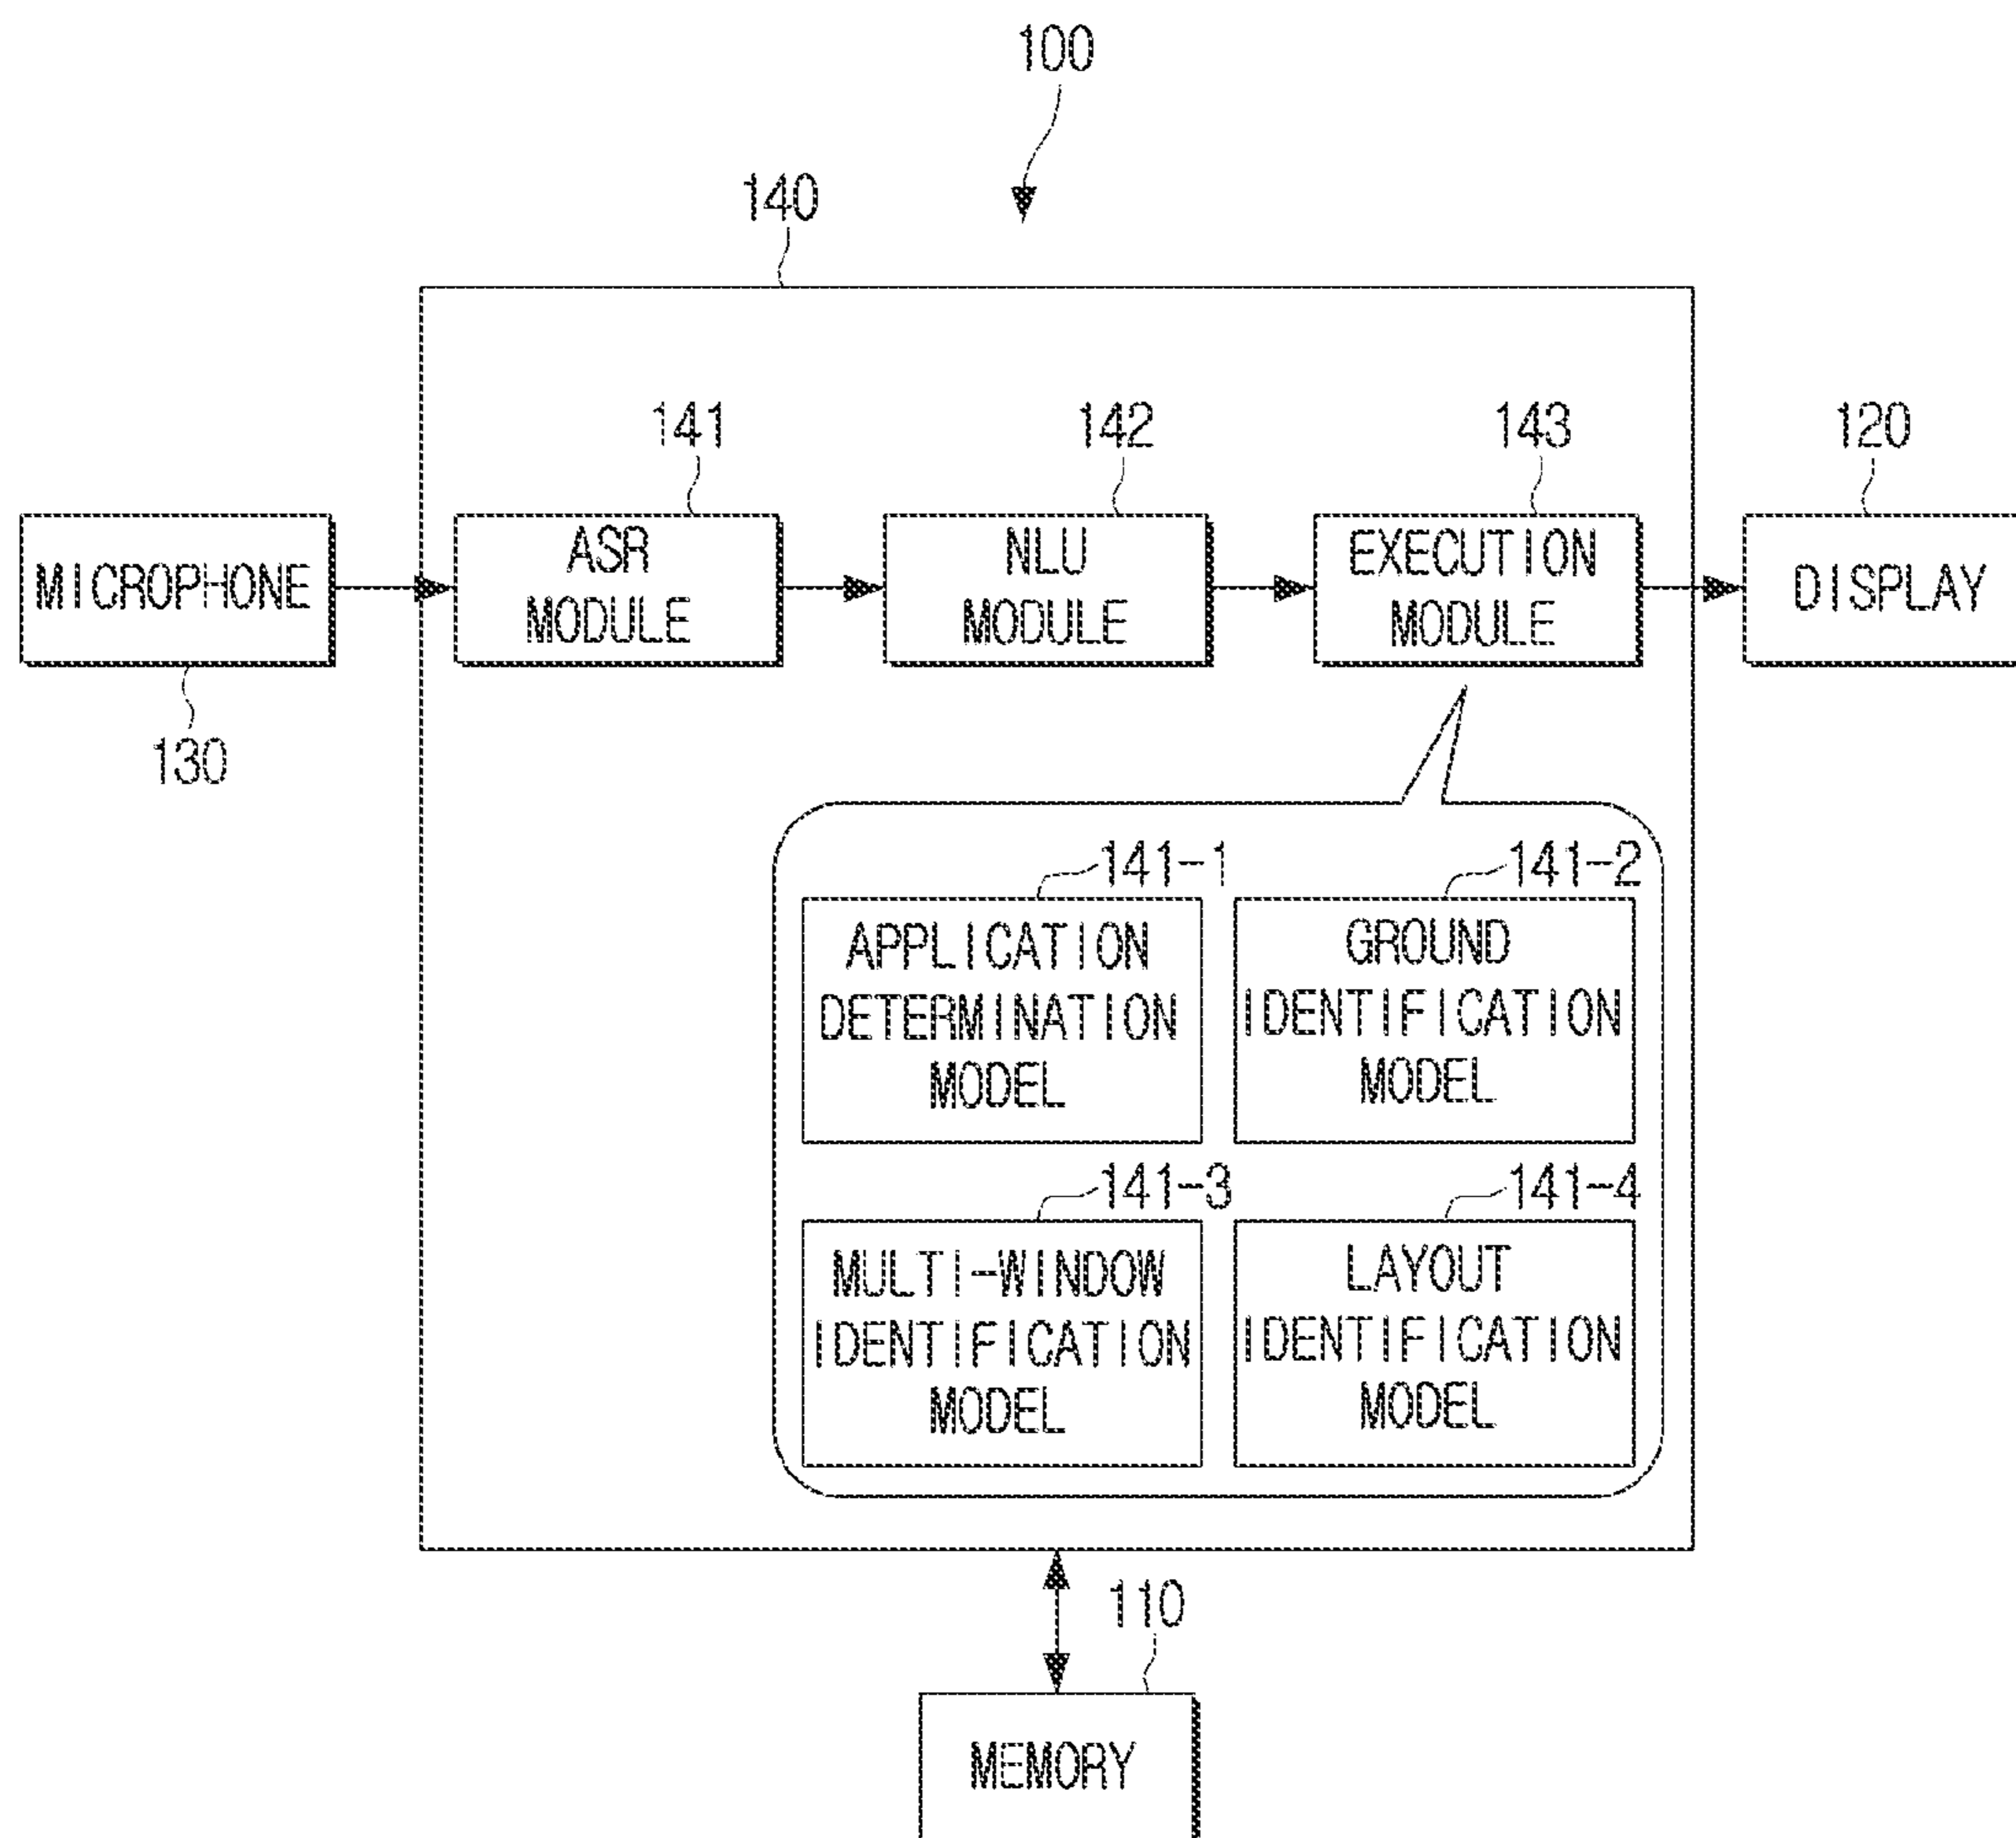 100
140
141
142
143
120
MICROPHONE
ASR
MODULE
NLU
MODULE
EXECUTION
MODULE
DISPLAY
130
141-1
141-2
APPLICATION
DETERMINATION
MODEL
GROUND
IDENTIFICATION
MODEL
141-3
141-4
MULTI-WINDOW
IDENTIFICATION
MODEL
LAYOUT
IDENTIFICATION
MODEL
110
MEMORY